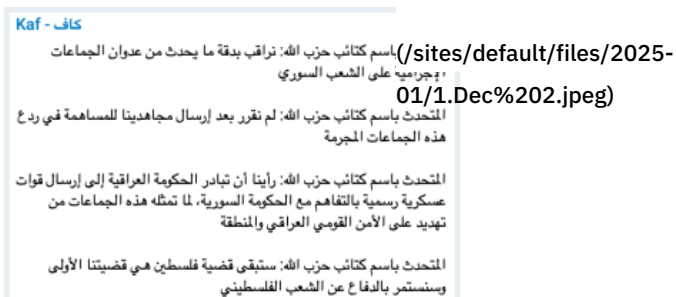 كاف - Kaf
باسم كتائب حزب الله: نراقب بدقة ما يحدث من عدوان الجماعات
(/sites/default/files/2025-
الإجرامية على الشعب السوري
01/1.Dec%202.jpeg)
المتحدث باسم كتائب حزب الله: لم نقرر بعد إرسال مجاهدينا للمساهمة في ردع
هذه الجماعات المجرمة
المتحدث باسم كتائب حزب الله: رأينا أن تبادر الحكومة العراقية إلى إرسال قوات
عسكرية رسمية بالتفاهم مع الحكومة السورية، لما تمثله هذه الجماعات من
تهديد على الأمن القومي العراقي والمنطقة
المتحدث باسم كتائب حزب الله: ستبقى قضية فلسطين هي قضيتنا الأولى
وسنستمر بالدفاع عن الشعب الفلسطيني